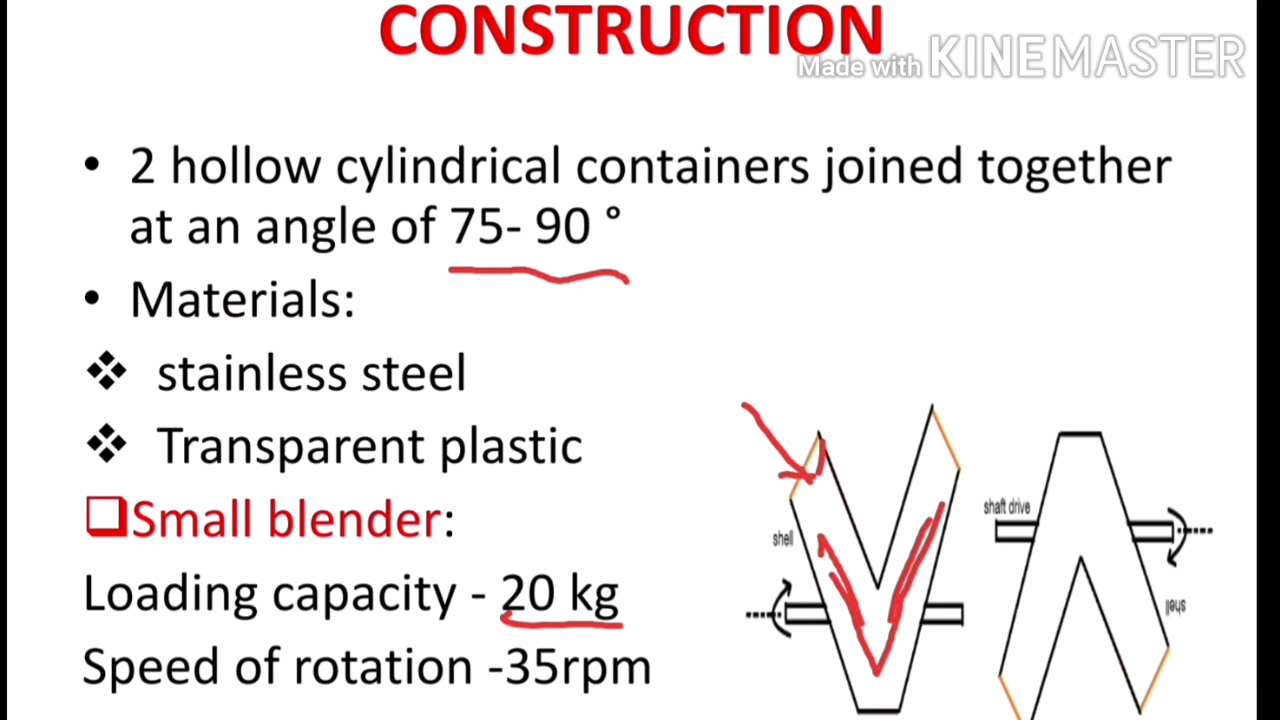 CONSTRUCTION
Made with KINEMASTER
• 2 hollow cylindrical containers joined together
at an angle of 75- 90 °
• Materials:
❖ stainless steel
❖ Transparent plastic
❑Small blender:
Loading capacity - 20 kg
Speed of rotation -35rpm
shell
shaft drive
shell